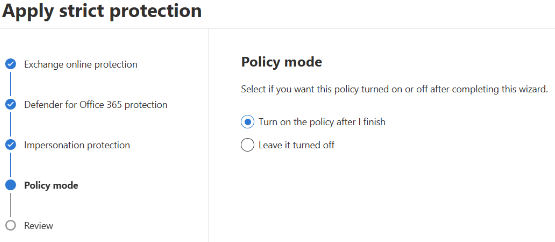 Apply strict protection
Exchange online protection
Defender for Office 365 protection
Impersonation protection
Policy mode
Review
Policy mode
Select if you want this policy turned on or off after completing this wizard.
Turn on the policy after I finish
Leave it turned off